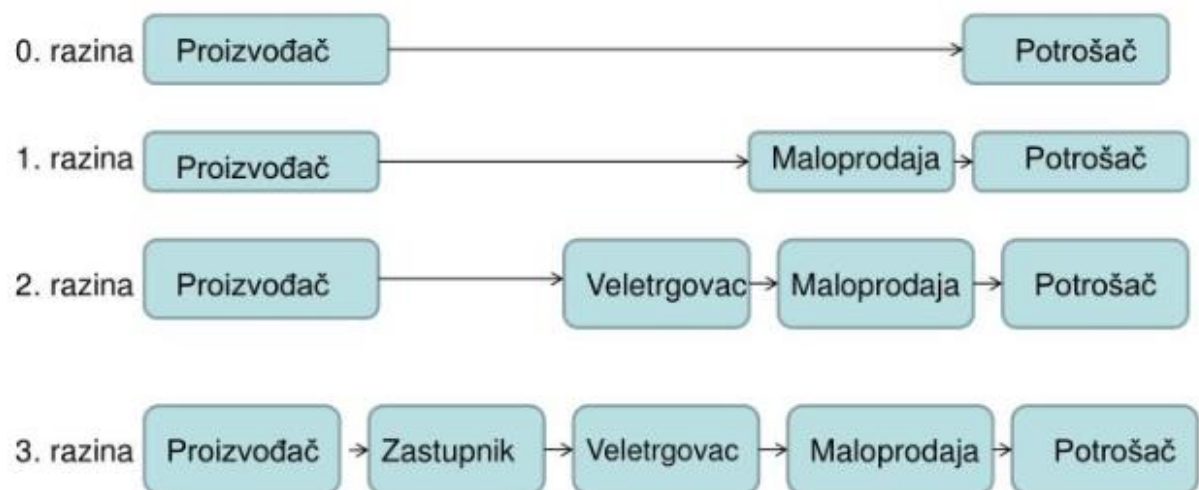 0. razina Proizvođač Potrošač
1. razina Proizvođač Maloprodaja Potrošač
2. razina Proizvođač Veletrgovac Maloprodaja Potrošač
3. razina Proizvođač Zastupnik Veletrgovac Maloprodaja Potrošač